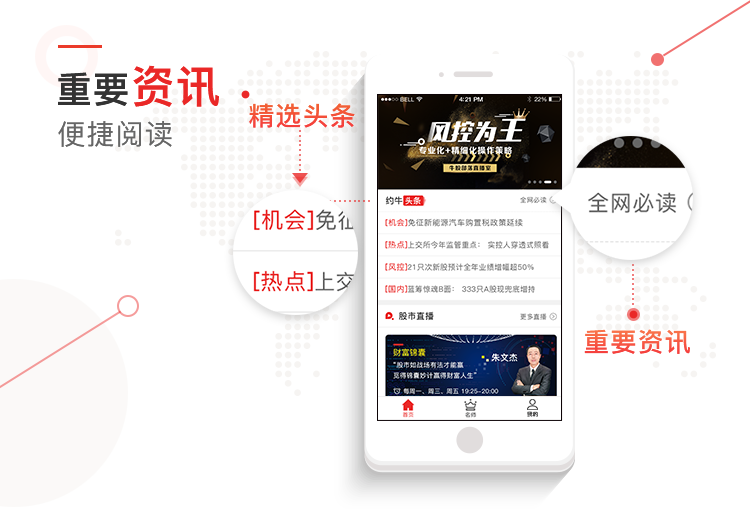 重要资讯
便捷阅读
精选头条
[机会]免征
[热点]上交
BELL
4:21 PM
22%
风控为王
专业化+精细化操作策略
牛股部落直播室
约牛头条
全网必读
[机会]免征新能源汽车购置税政策延续
[热点]上交所今年监管重点： 实控人穿透式照看
[风控]21只次新股预计全年业绩增幅超50%
[国内]蓝筹惊魂B面： 333只A股现兜底增持
股市直播
更多直播
财富锦囊
“股市如战场有法才能赢
觅得锦囊妙计赢得财富人生”
每周一、周三、周五 19:25-20:00
朱文杰
首页
名师
我的
全网必读
重要资讯